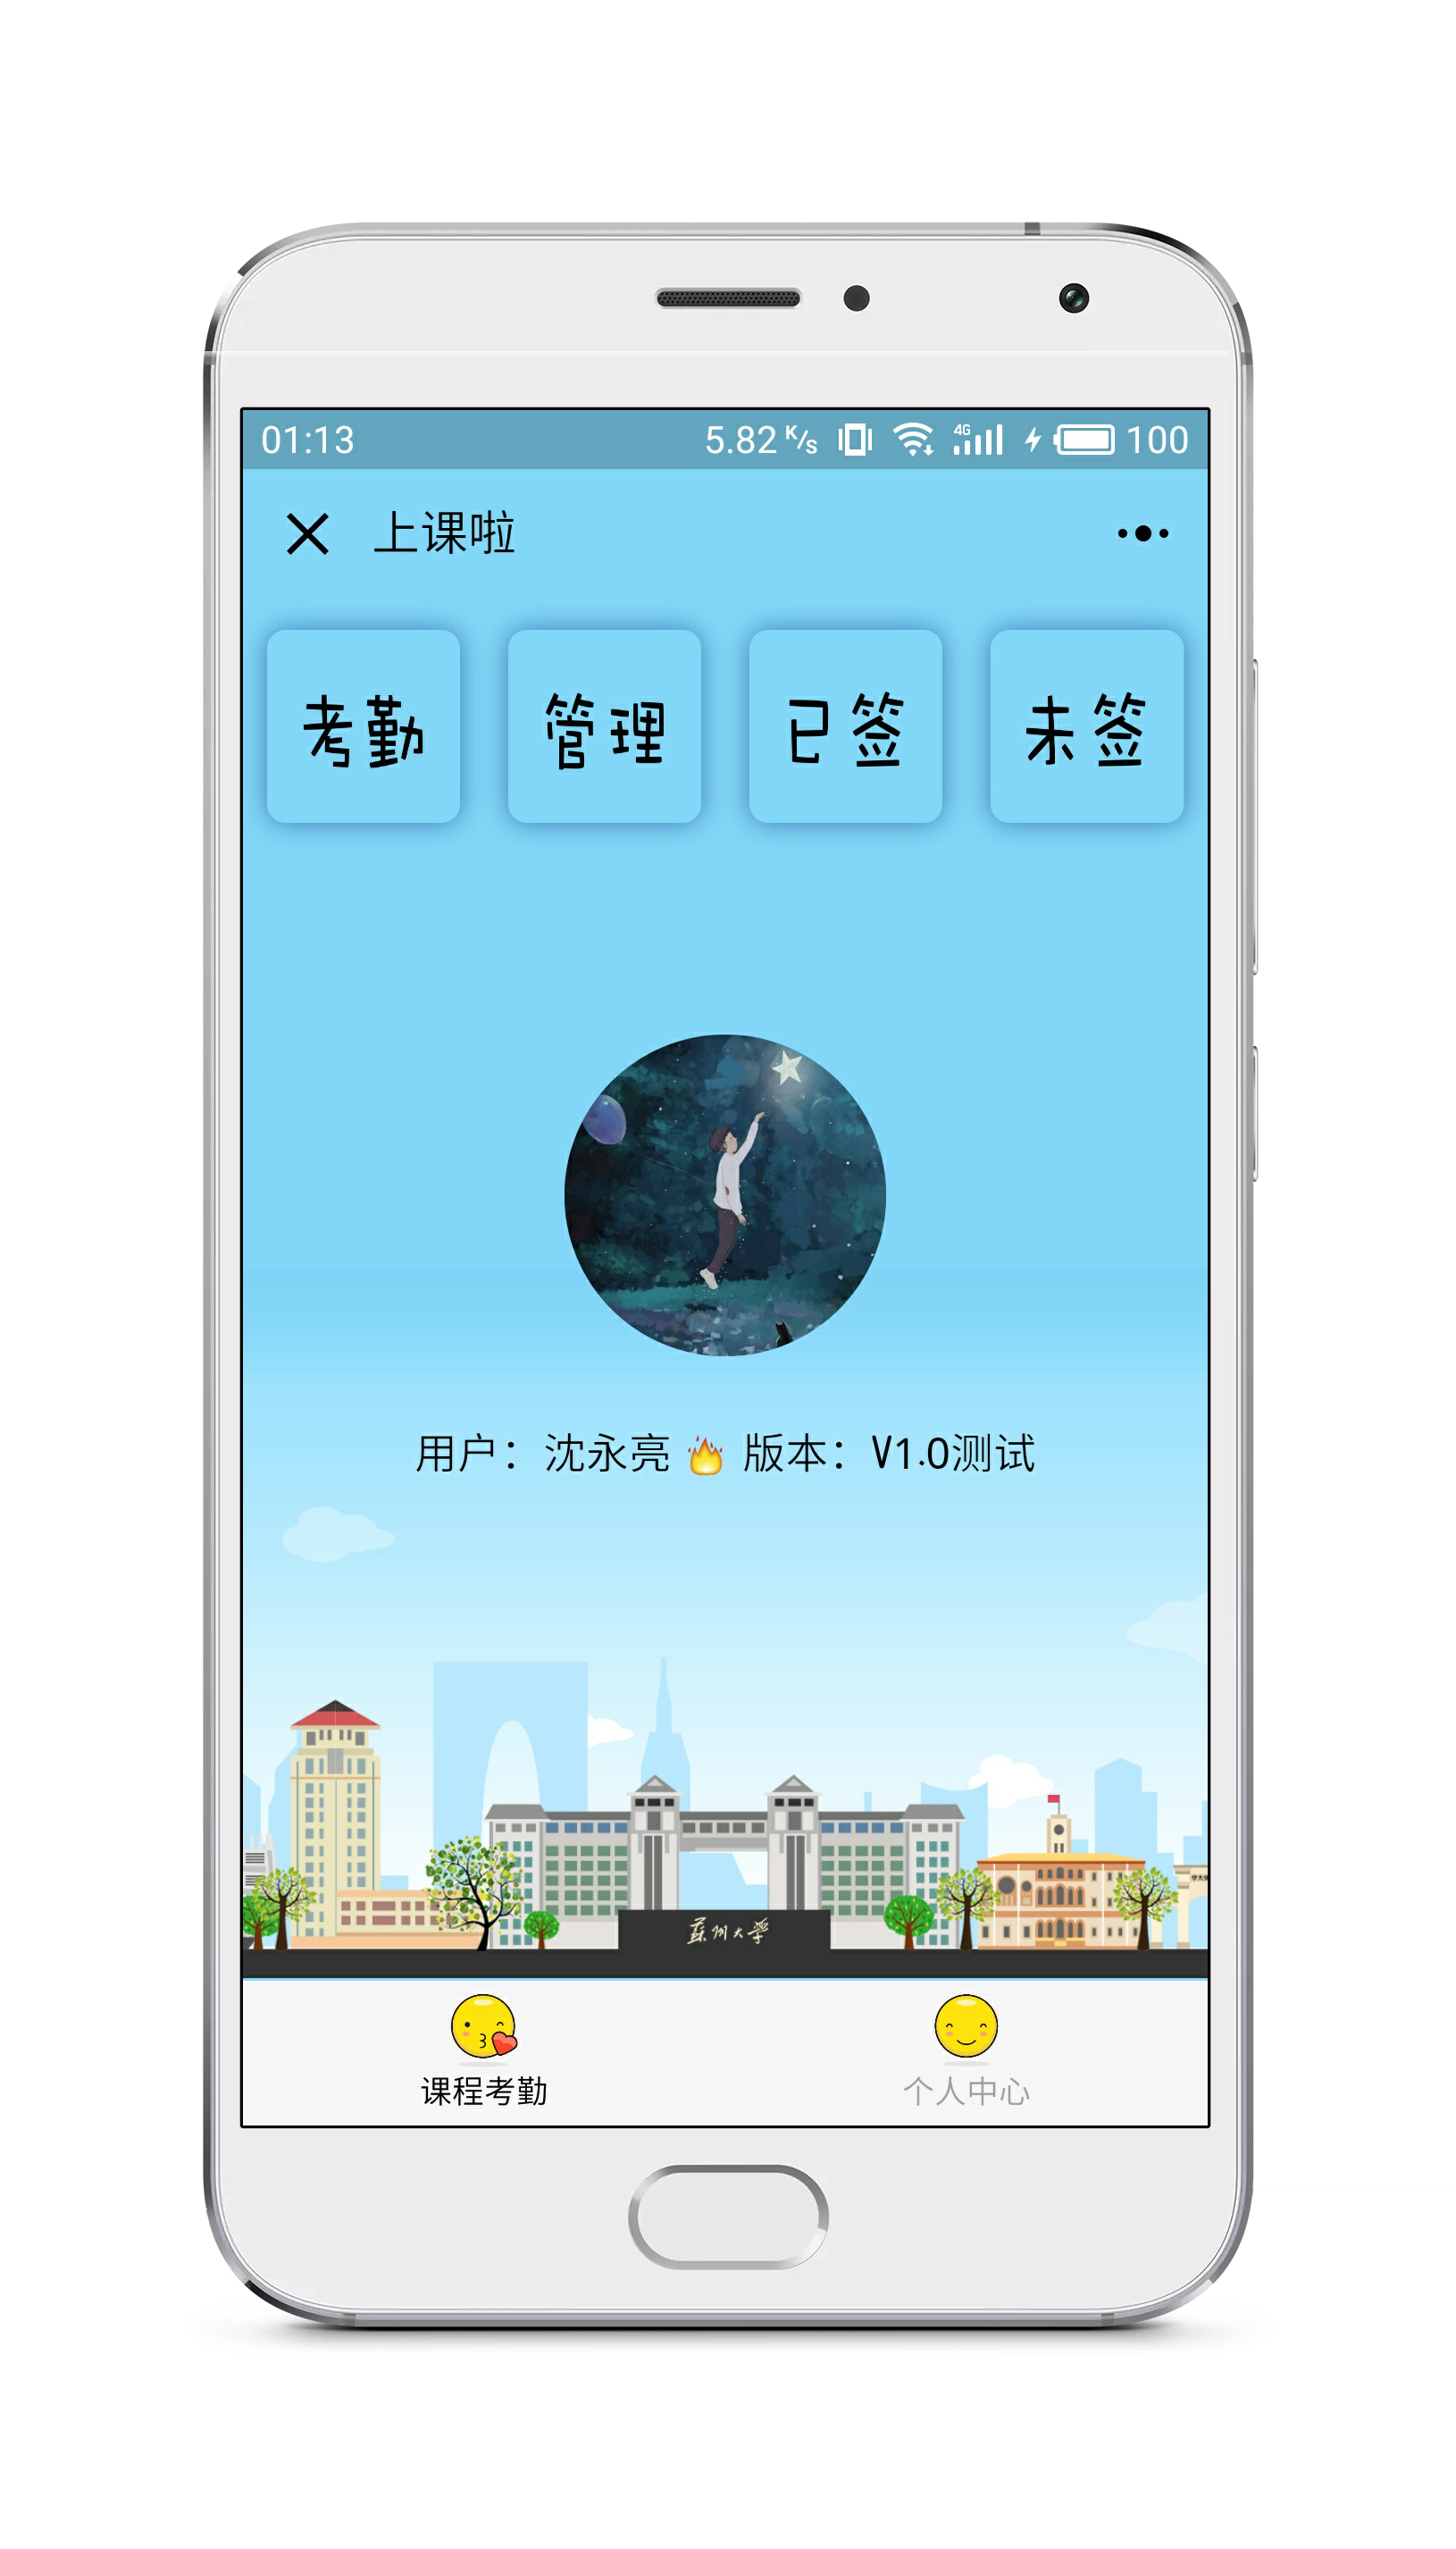 01:13 5.82 K/s 4G 100
上课啦
考勤 管理 已签 未签
用户：沈永亮 🔥 版本：V1.0测试
蘇州大學
课程考勤 个人中心